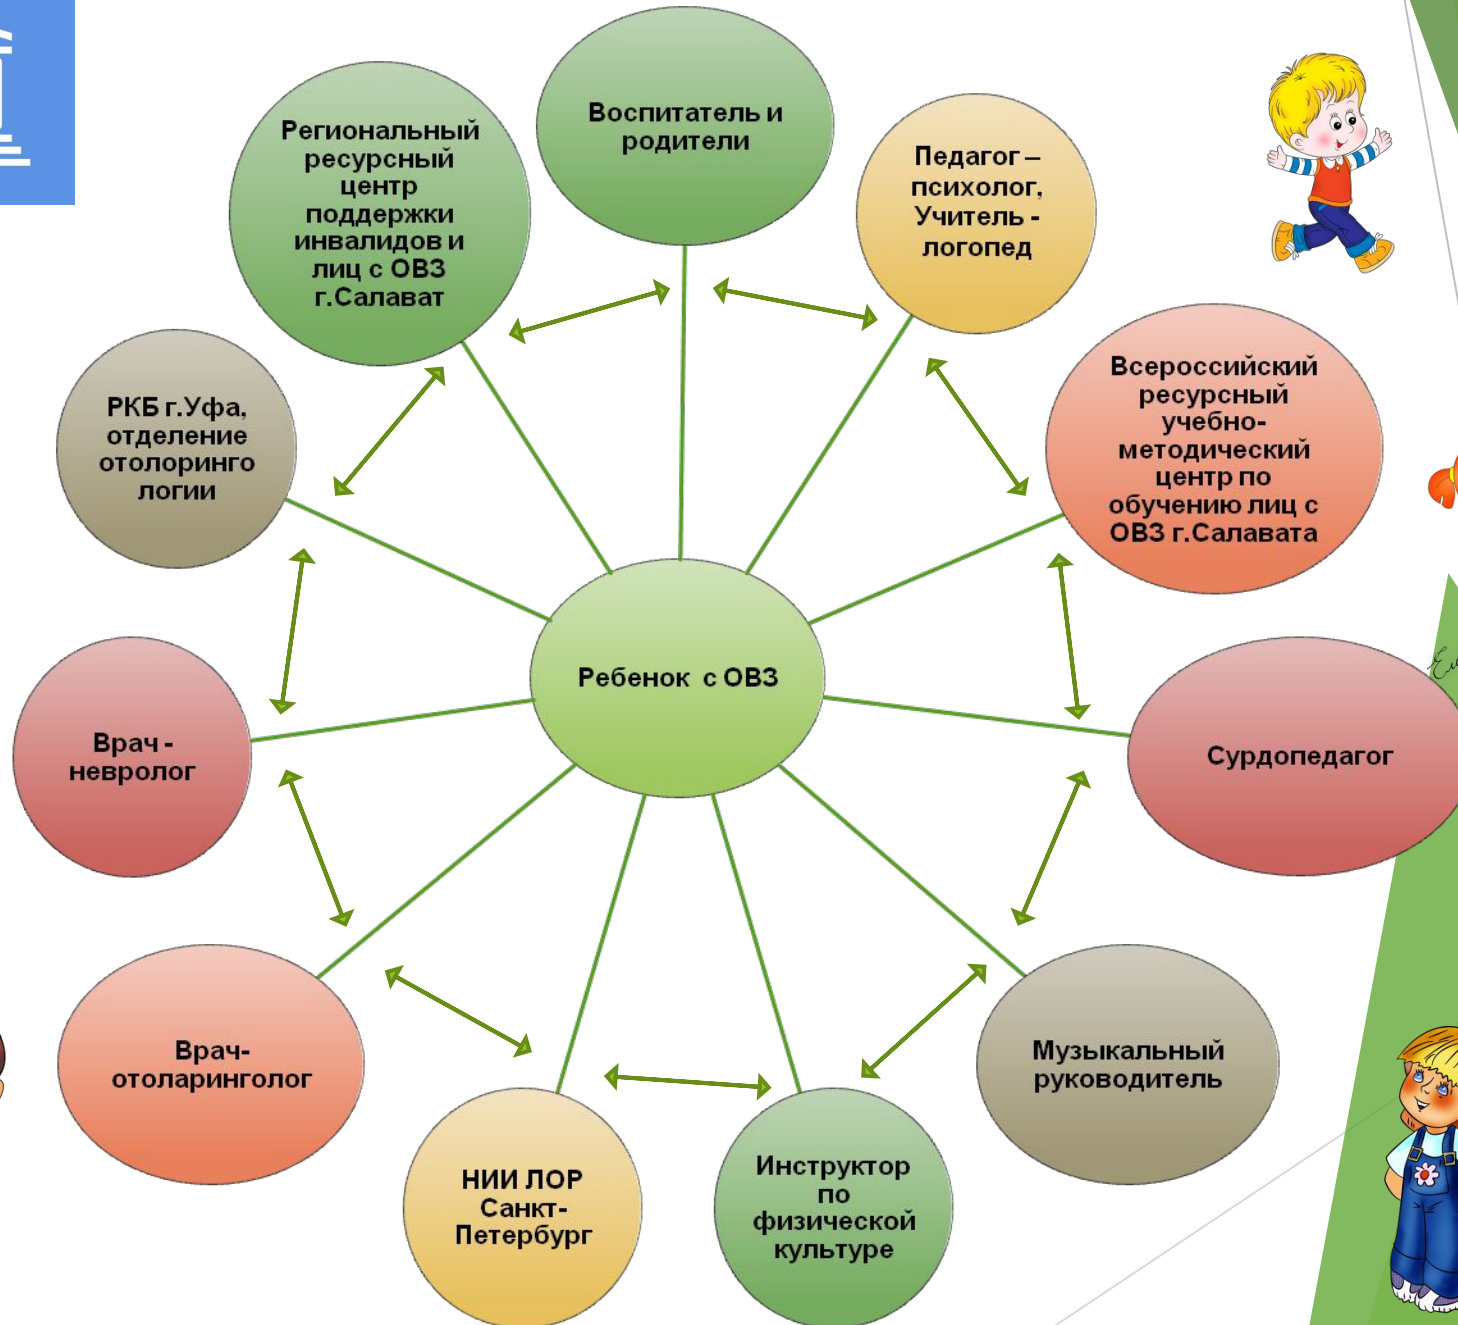 Воспитатель и
родители
Региональный
ресурсный
центр
поддержки
инвалидов и
лиц с ОВЗ
г.Салават
Педагог –
психолог,
Учитель -
логопед
РКБ г.Уфа,
отделение
отолоринго
логии
Всероссийский
ресурсный
учебно-
методический
центр по
обучению лиц с
ОВЗ г.Салавата
Ребенок с ОВЗ
Врач -
невролог
Сурдопедагог
Врач-
отоларинголог
Музыкальный
руководитель
НИИ ЛОР
Санкт-
Петербург
Инструктор
по
физической
культуре